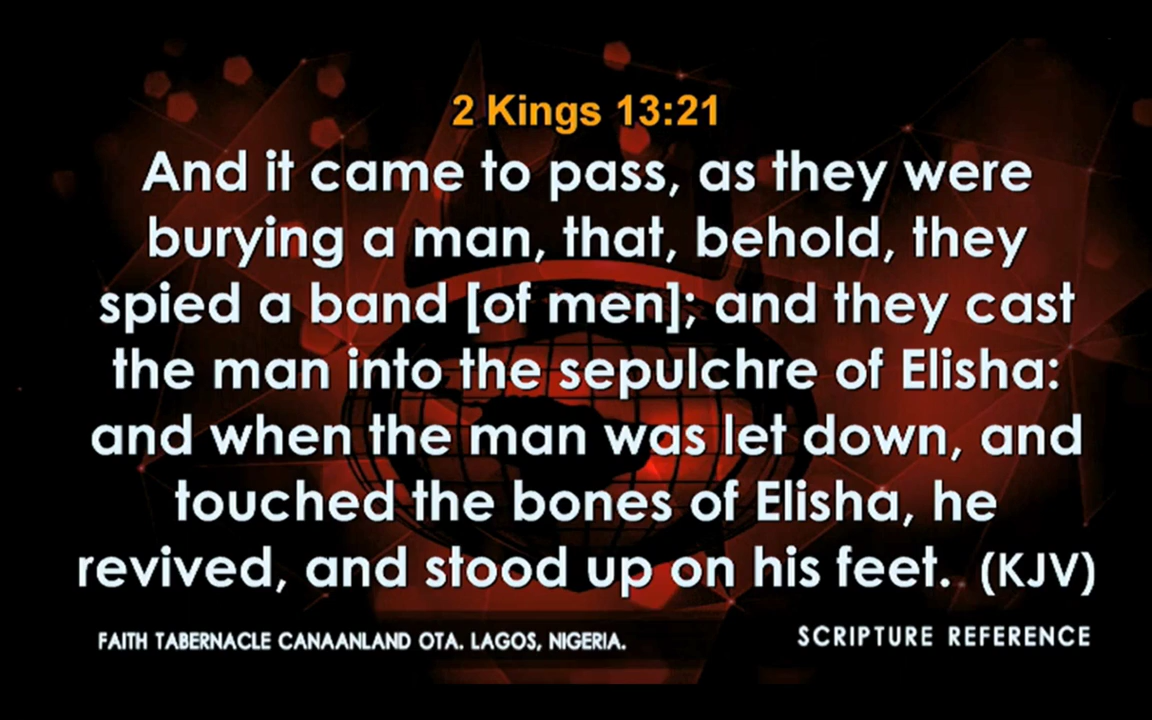 2 Kings 13:21
And it came to pass, as they were
burying a man, that, behold, they
spied a band [of men]; and they cast
the man into the sepulchre of Elisha:
and when the man was let down, and
touched the bones of Elisha, he
revived, and stood up on his feet. (KJV)
FAITH TABERNACLE CANAANLAND OTA. LAGOS, NIGERIA.
SCRIPTURE REFERENCE